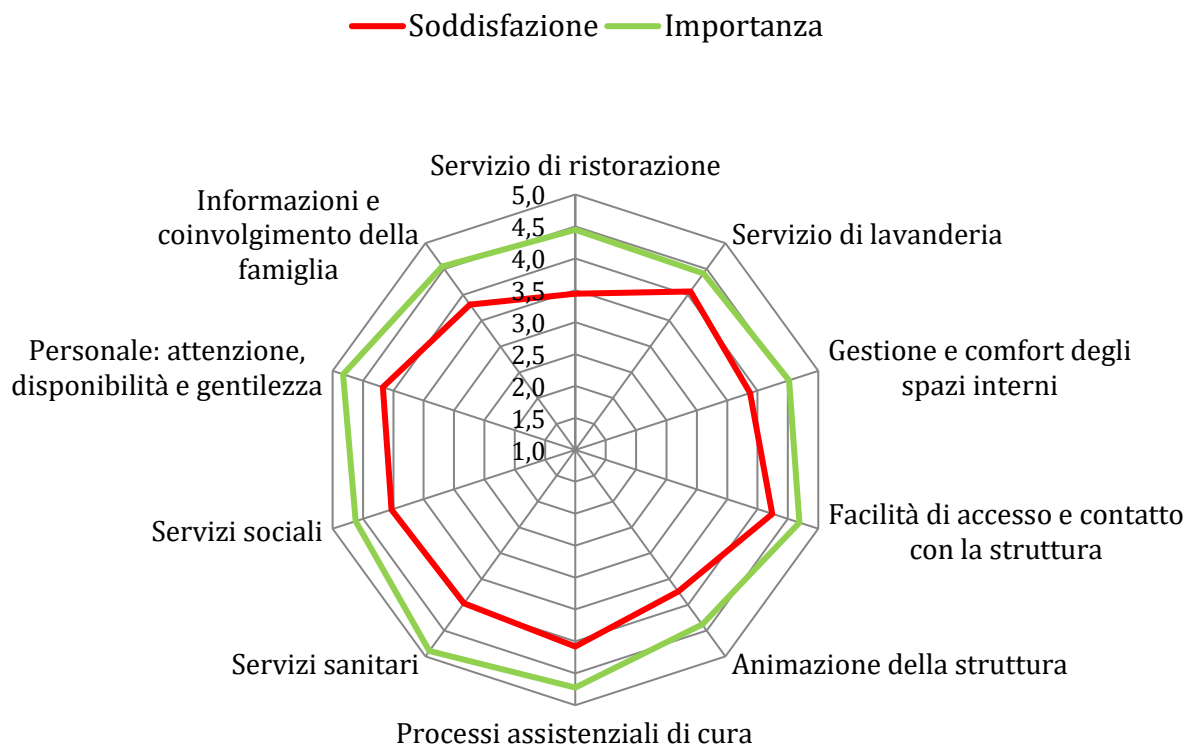 Soddisfazione Importanza
Servizio di ristorazione
Informazioni e
coinvolgimento della
famiglia
Servizio di lavanderia
Personale: attenzione,
disponibilità e gentilezza
Gestione e comfort degli
spazi interni
Servizi sociali
Facilità di accesso e contatto
con la struttura
Servizi sanitari
Animazione della struttura
Processi assistenziali di cura
5,0
4,5
4,0
3,5
3,0
2,5
2,0
1,5
1,0